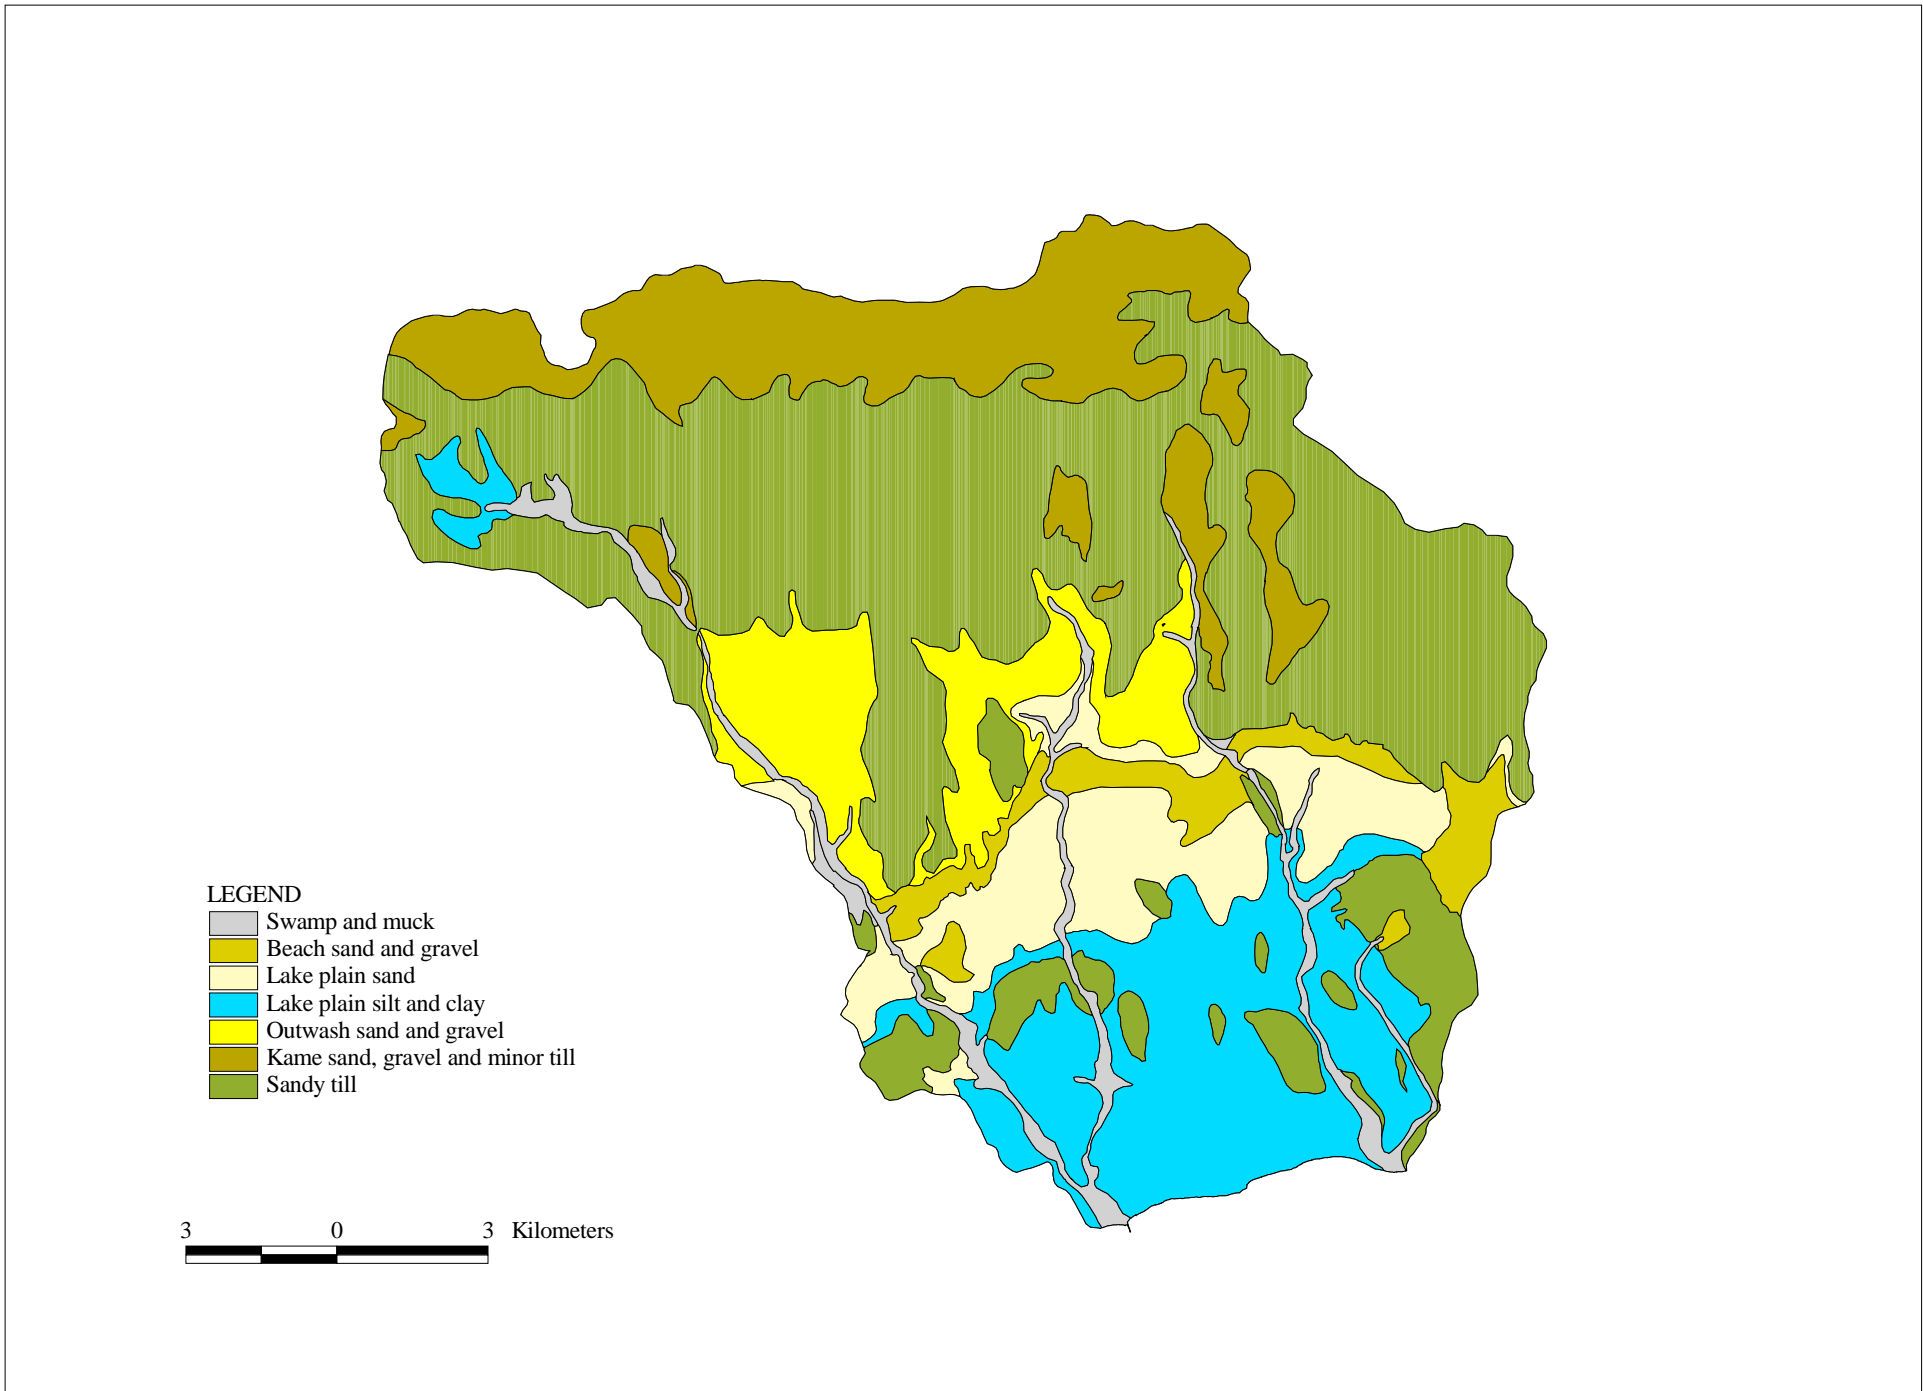 LEGEND
Swamp and muck
Beach sand and gravel
Lake plain sand
Lake plain silt and clay
Outwash sand and gravel
Kame sand, gravel and minor till
Sandy till
3 0 3 Kilometers